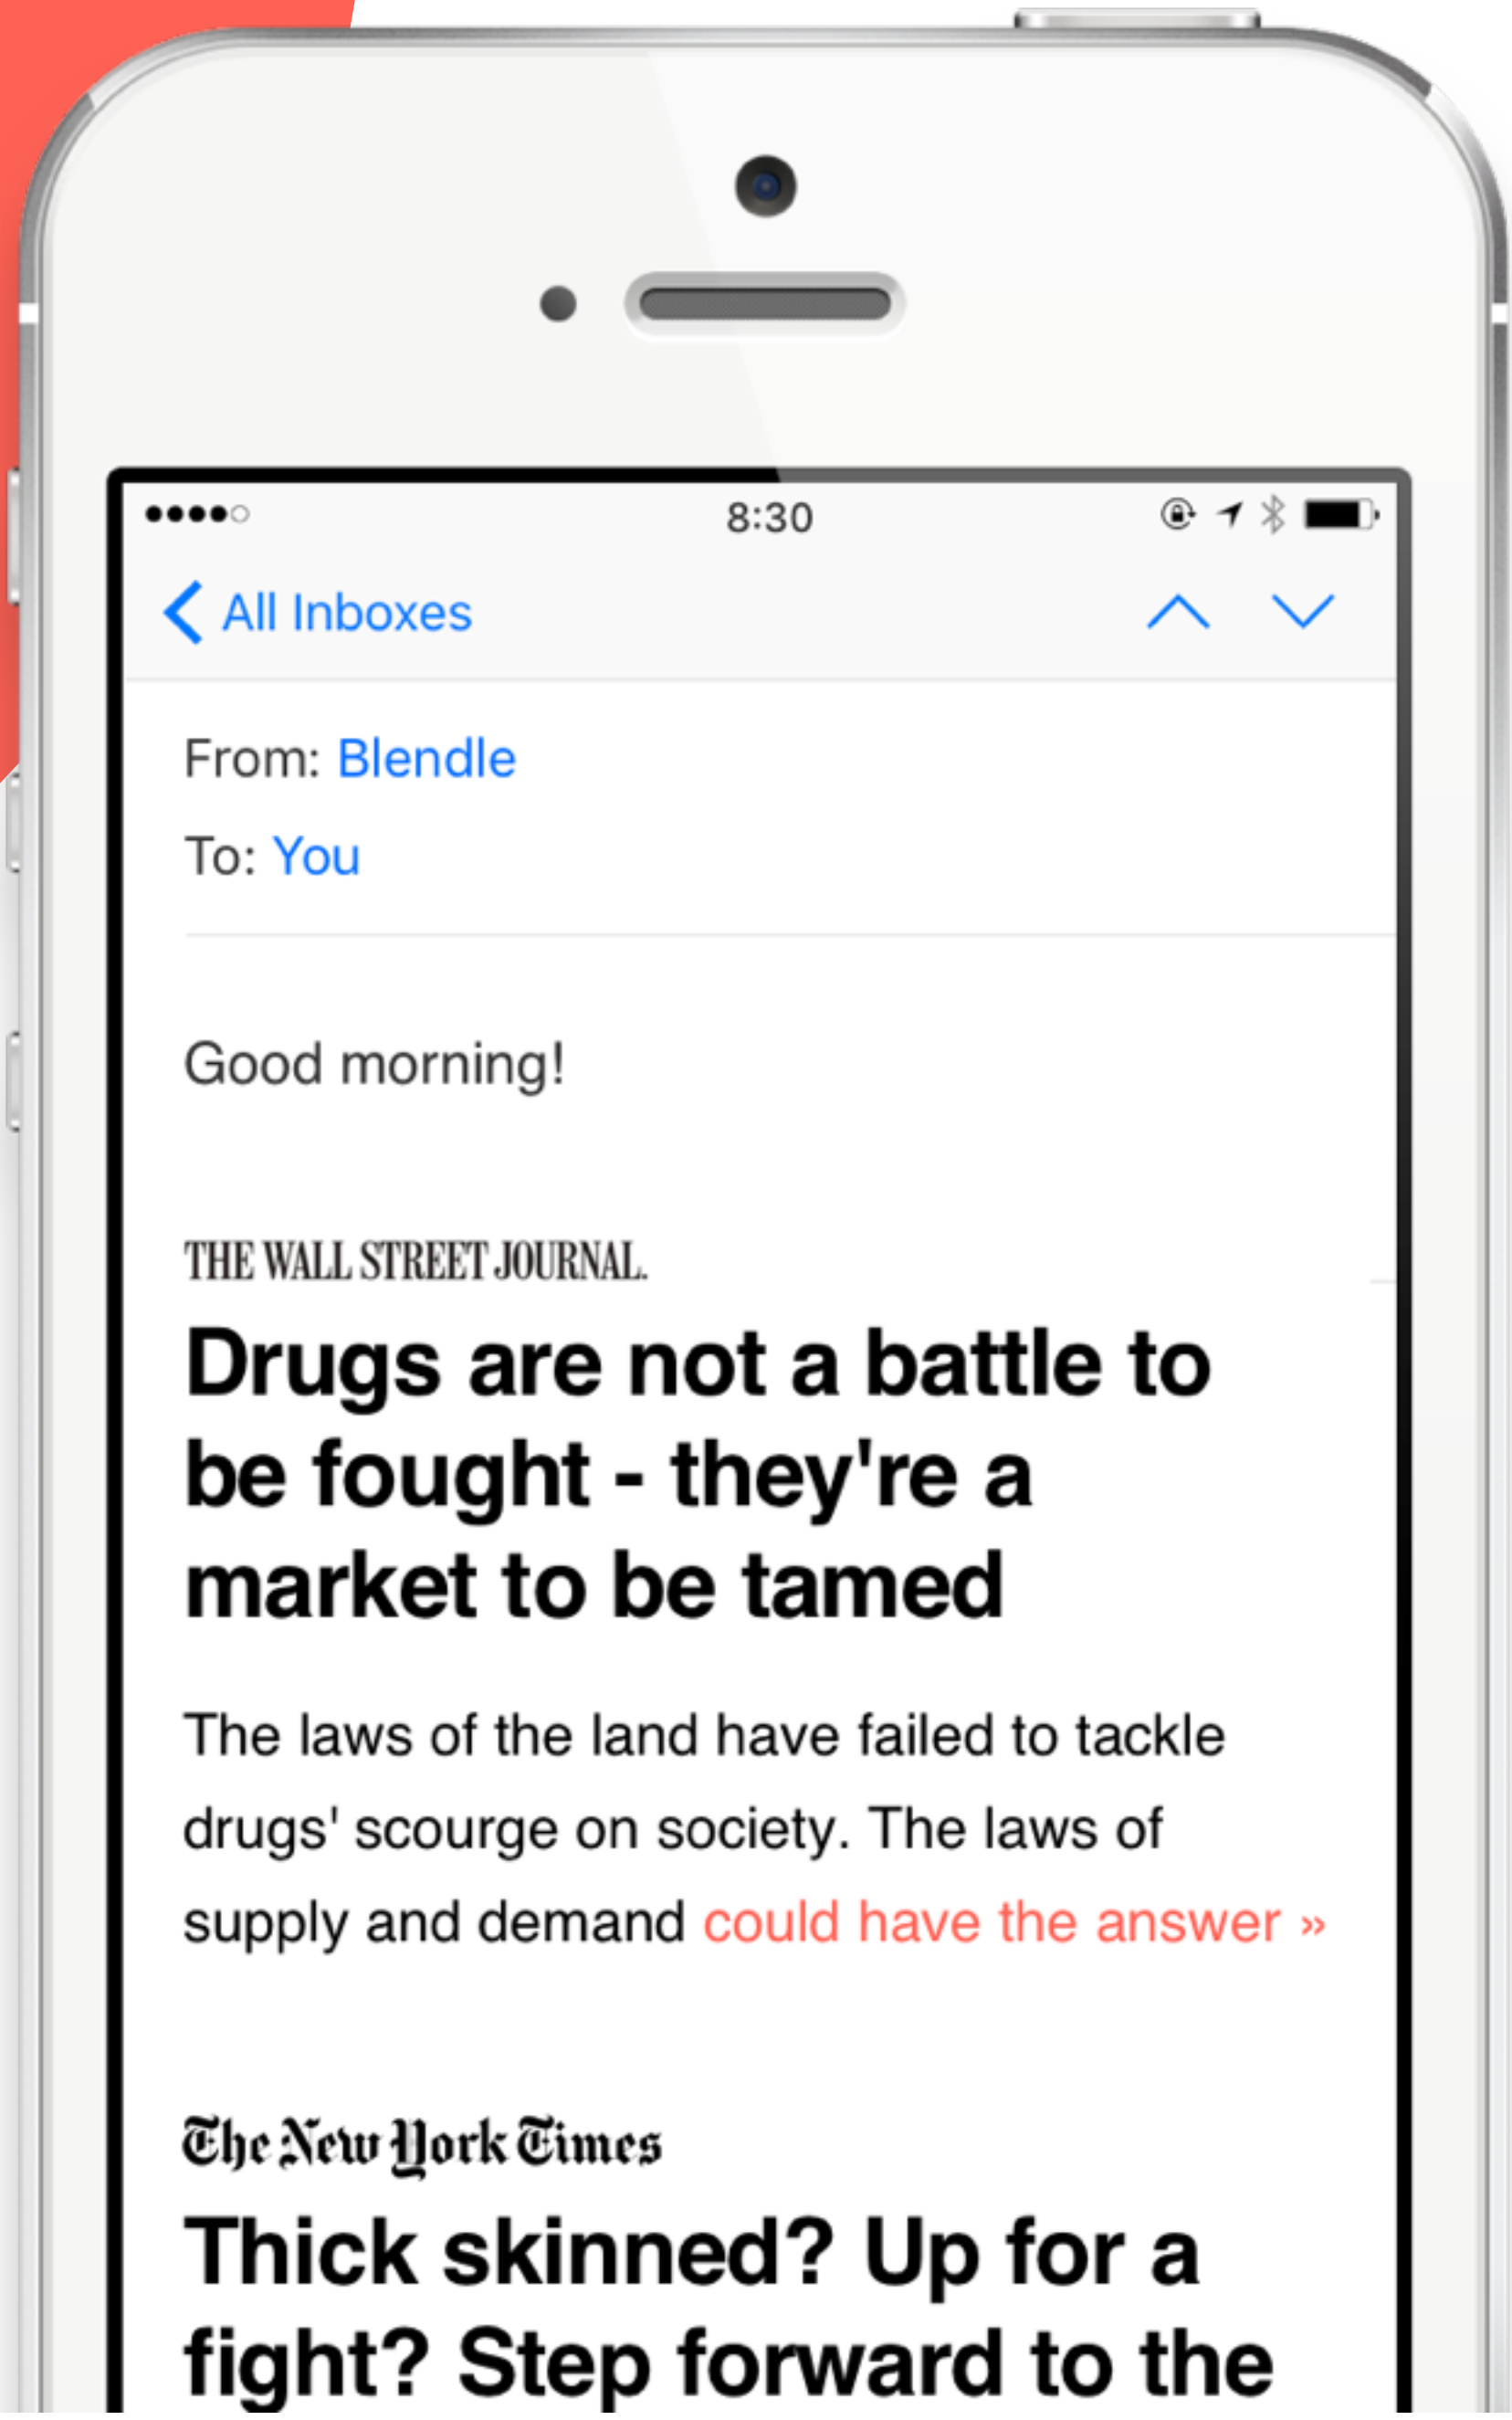 8:30
All Inboxes
From: Blendle
To: You
Good morning!
THE WALL STREET JOURNAL.
Drugs are not a battle to
be fought - they're a
market to be tamed
The laws of the land have failed to tackle
drugs' scourge on society. The laws of
supply and demand could have the answer »
The New York Times
Thick skinned? Up for a
fight? Step forward to the